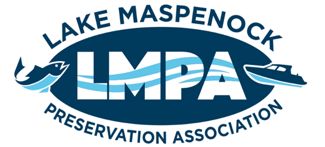 LAKE MASPENOCK
LMPA
PRESERVATION ASSOCIATION